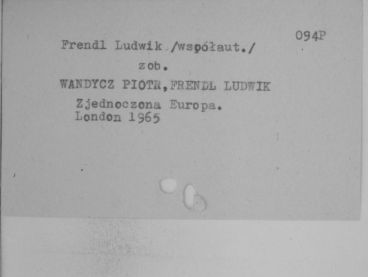 094P
Frendl Ludwik /współaut./
zob.
WANDYCZ PIOTR,FRENDL LUDWIK
Zjednoczona Europa.
London 1965